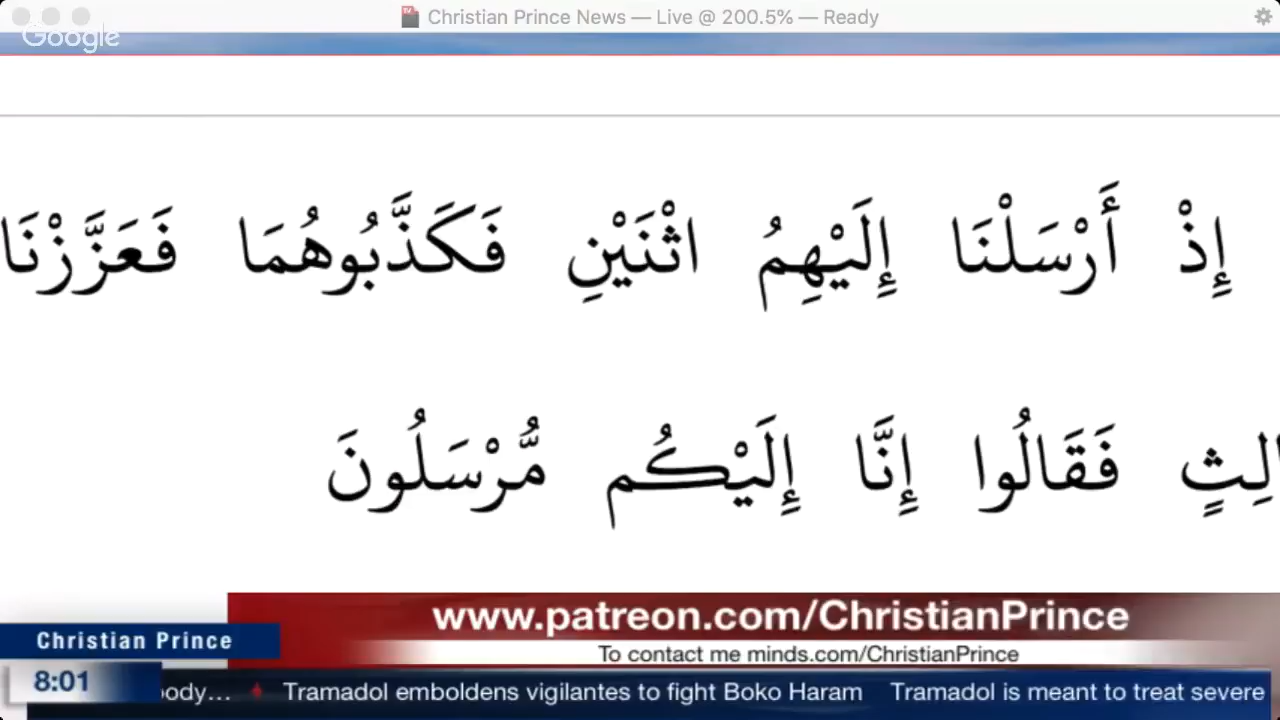 Christian Prince News — Live @ 200.5% — Ready
Google
إِذْ أَرْسَلْنَا إِلَيْهِمُ اثْنَيْنِ فَكَذَّبُوهُمَا فَعَزَّزْنَا
الِثٍ فَقَالُوا إِنَّا إِلَيْكُم مُّرْسَلُونَ
www.patreon.com/ChristianPrince
Christian Prince
To contact me minds.com/ChristianPrince
8:01
ody... ♦ Tramadol emboldens vigilantes to fight Boko Haram Tramadol is meant to treat severe